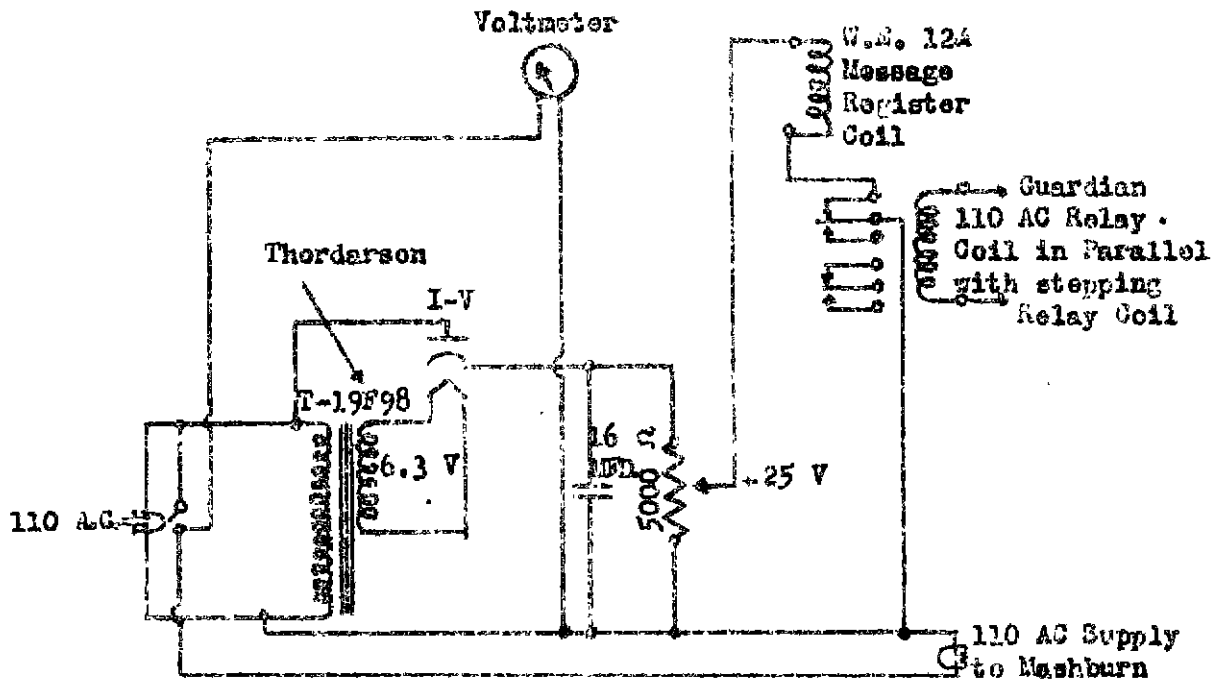 Voltmeter
W.E. 12A
Message
Register
Coil
Guardian
110 AC Relay
Coil in Parallel
with stepping
Relay Coil
Thordarson
I-V
T-19F98
6.3 V
16
MFD.
5000 Ω
+25 V
110 A.C.
110 AC Supply
to Mashburn